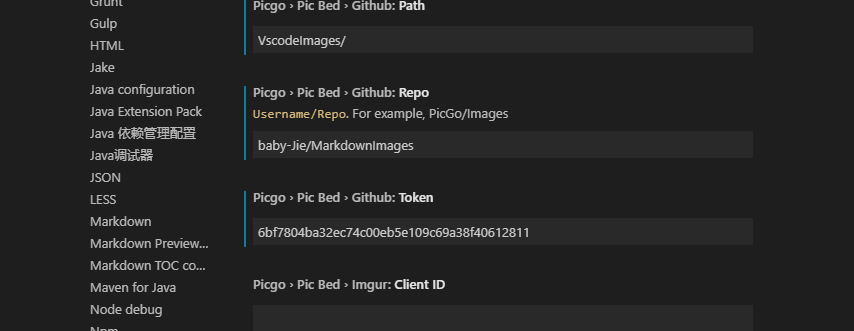 Grunt
Gulp
HTML
Jake
Java configuration
Java Extension Pack
Java 依赖管理配置
Java调试器
JSON
LESS
Markdown
Markdown Preview...
Markdown TOC co...
Maven for Java
Node debug
Npm
Picgo › Pic Bed › Github: Path
VscodeImages/
Picgo › Pic Bed › Github: Repo
Username/Repo. For example, PicGo/Images
baby-Jie/MarkdownImages
Picgo › Pic Bed › Github: Token
6bf7804ba32ec74c00eb5e109c69a38f40612811
Picgo › Pic Bed › Imgur: Client ID